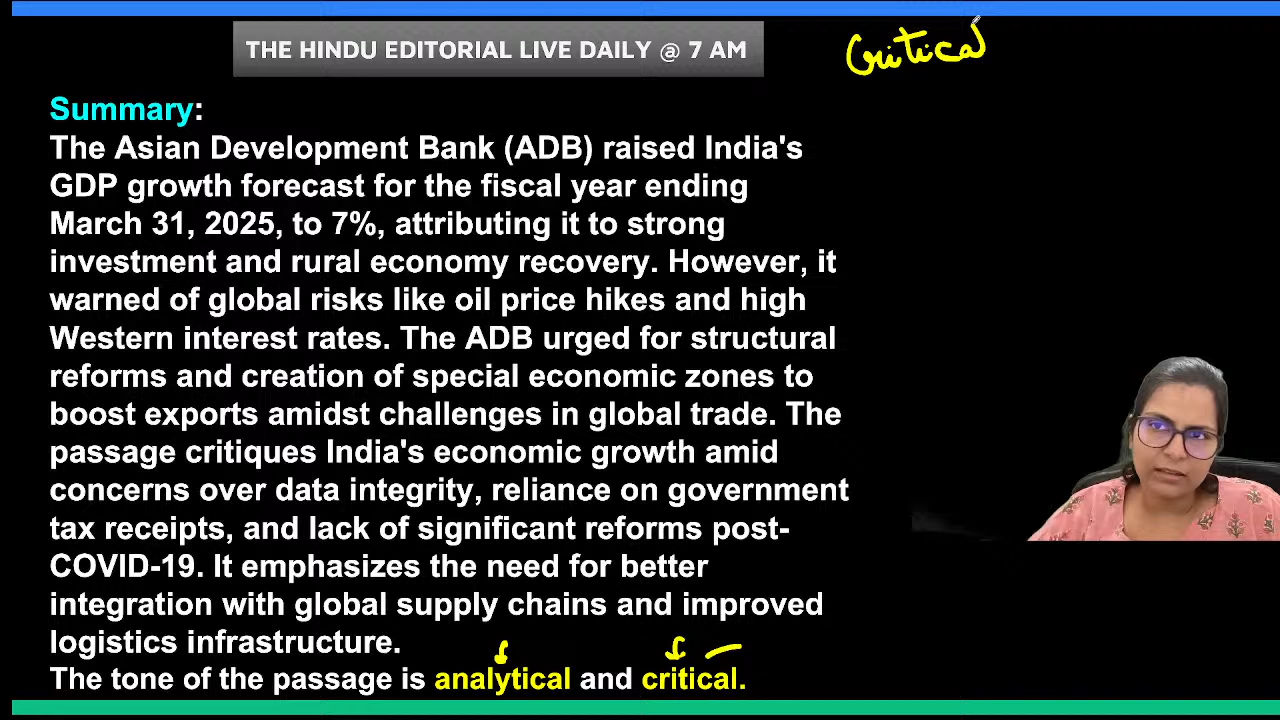 THE HINDU EDITORIAL LIVE DAILY @ 7 AM
Critical
Summary:
The Asian Development Bank (ADB) raised India's
GDP growth forecast for the fiscal year ending
March 31, 2025, to 7%, attributing it to strong
investment and rural economy recovery. However, it
warned of global risks like oil price hikes and high
Western interest rates. The ADB urged for structural
reforms and creation of special economic zones to
boost exports amidst challenges in global trade. The
passage critiques India's economic growth amid
concerns over data integrity, reliance on government
tax receipts, and lack of significant reforms post-
COVID-19. It emphasizes the need for better
integration with global supply chains and improved
logistics infrastructure.
The tone of the passage is analytical and critical.